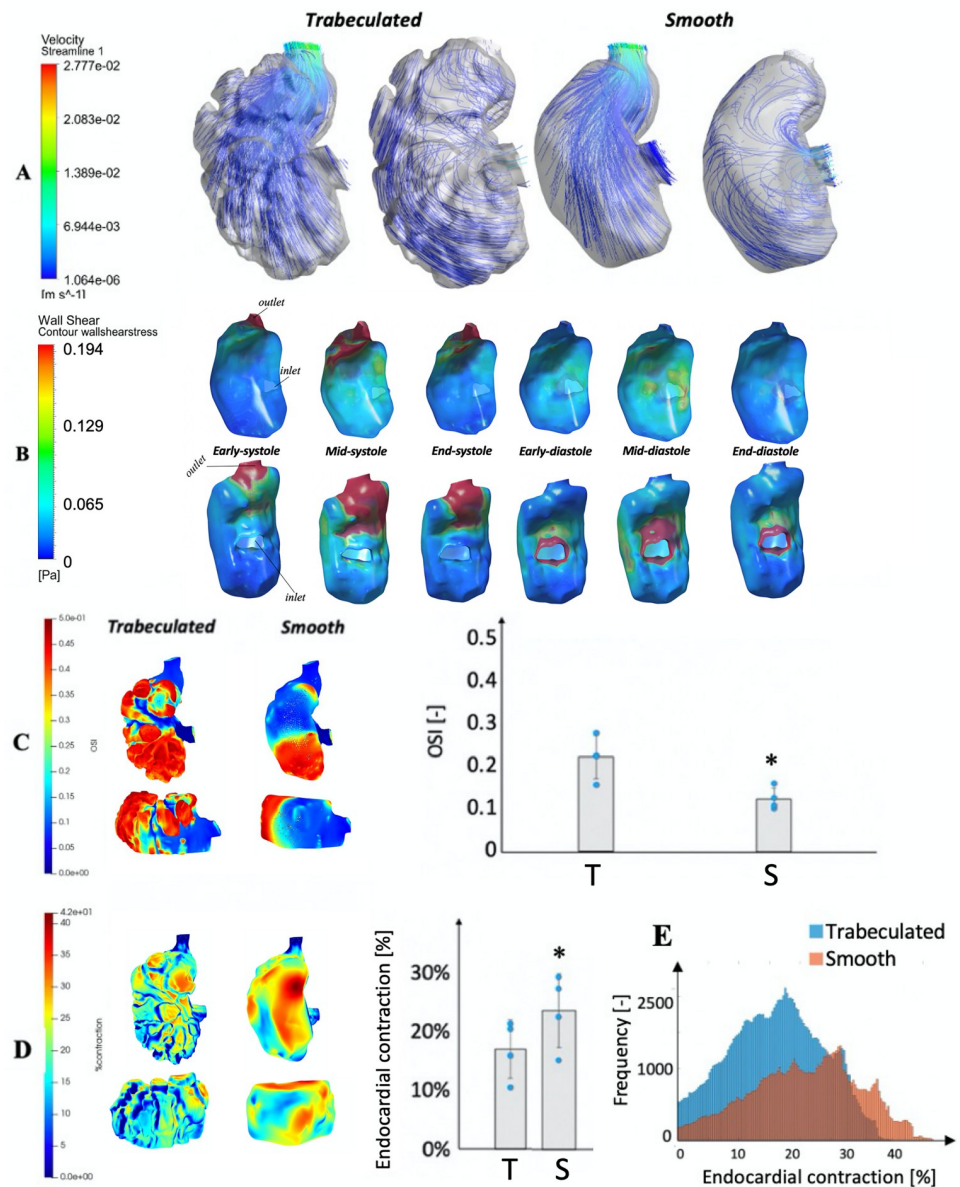 Trabeculated
Smooth
Velocity
Streamline 1
2.777e-02
2.083e-02
1.389e-02
6.944e-03
1.064e-06
[m s^-1]
A
Wall Shear
Contour wallshearstress
0.194
0.129
0.065
0
[Pa]
B
outlet
inlet
Early-systole
Mid-systole
End-systole
Early-diastole
Mid-diastole
End-diastole
outlet
inlet
Trabeculated
Smooth
C
5.0e-01
0.45
0.4
0.35
0.3
0.25
0.2
0.15
0.1
0.05
0.0e+00
OSI
OSI [-]
0.5
0.4
0.3
0.2
0.1
0
*
T
S
D
4.2e+01
40
35
30
25
20
15
10
5
0.0e+00
%contraction
Endocardial contraction [%]
30%
20%
10%
0%
*
T
S
E
Trabeculated
Smooth
Frequency [-]
2500
1000
0
0
10
20
30
40
Endocardial contraction [%]